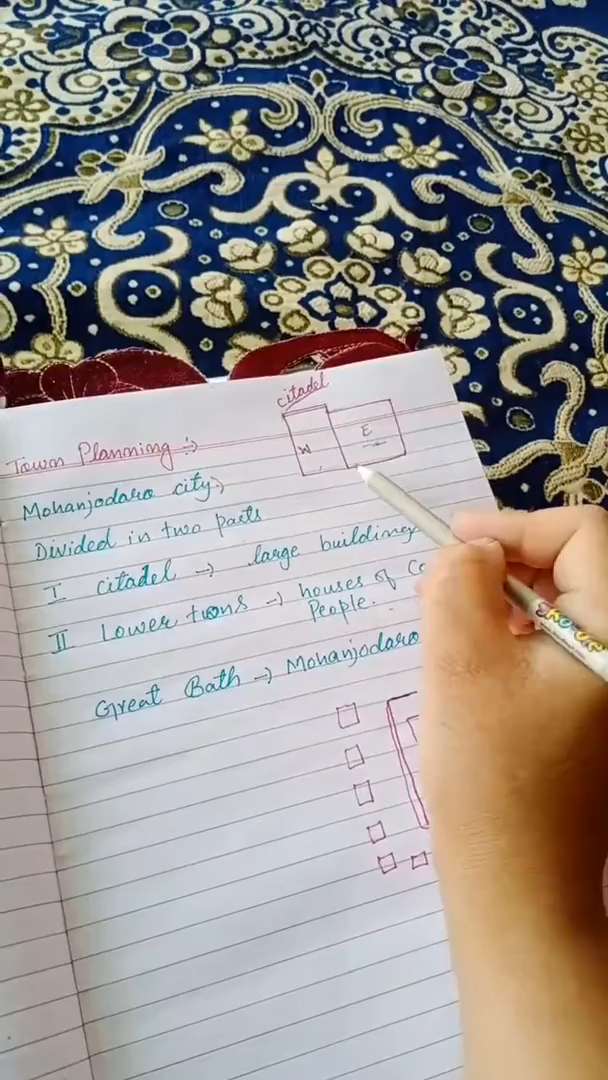 citadel
W E
Town Planning :-
Mohanjodaro city :-
Divided in two parts
I citadel → large buildings
II Lower towns → houses of
People.
Great Bath → Mohanjodaro